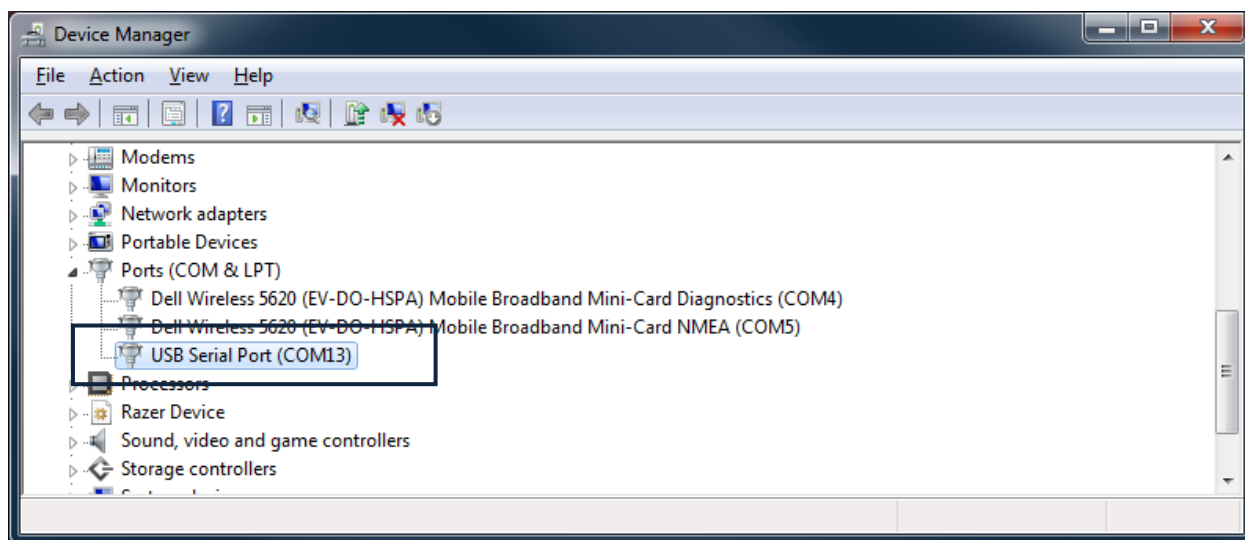 Device Manager
File Action View Help
Modems
Monitors
Network adapters
Portable Devices
Ports (COM & LPT)
Dell Wireless 5620 (EV-DO-HSPA) Mobile Broadband Mini-Card Diagnostics (COM4)
Dell Wireless 5620 (EV-DO-HSPA) Mobile Broadband Mini-Card NMEA (COM5)
USB Serial Port (COM13)
Processors
Razer Device
Sound, video and game controllers
Storage controllers